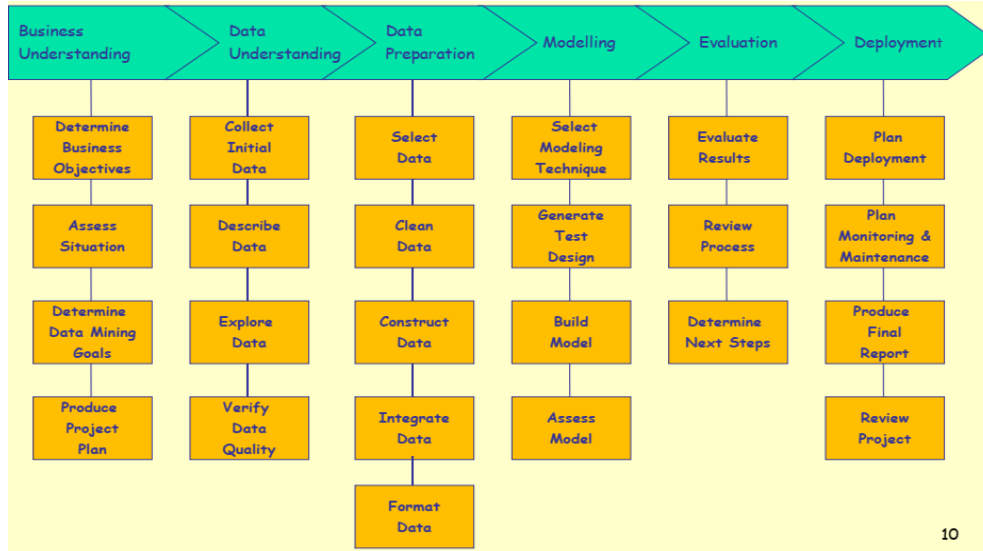 Business
Understanding
Data
Understanding
Data
Preparation
Modelling
Evaluation
Deployment
Determine
Business
Objectives
Assess
Situation
Determine
Data Mining
Goals
Produce
Project
Plan
Collect
Initial
Data
Describe
Data
Explore
Data
Verify
Data
Quality
Select
Data
Clean
Data
Construct
Data
Integrate
Data
Format
Data
Select
Modeling
Technique
Generate
Test
Design
Build
Model
Assess
Model
Evaluate
Results
Review
Process
Determine
Next Steps
Plan
Deployment
Plan
Monitoring &
Maintenance
Produce
Final
Report
Review
Project
10